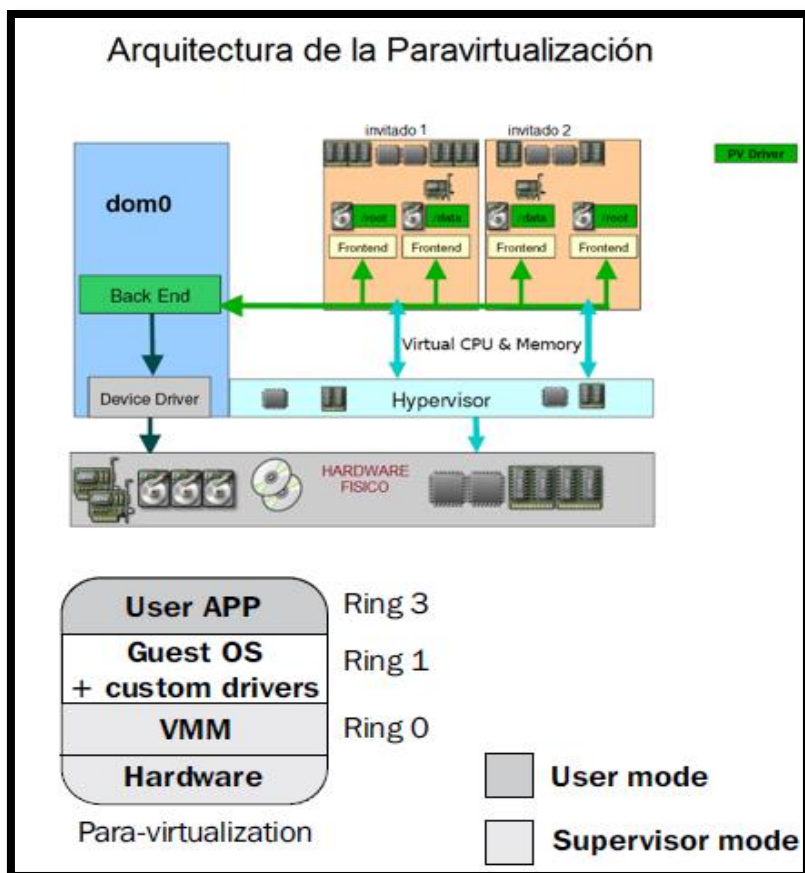 Arquitectura de la Paravirtualización
invitado 1
invitado 2
PV Driver
dom0
/root
/data
/data
/root
Frontend
Frontend
Frontend
Frontend
Back End
Virtual CPU & Memory
Device Driver
Hypervisor
HARDWARE
FISICO
User APP
Ring 3
Guest OS
+ custom drivers
Ring 1
VMM
Ring 0
Hardware
User mode
Para-virtualization
Supervisor mode